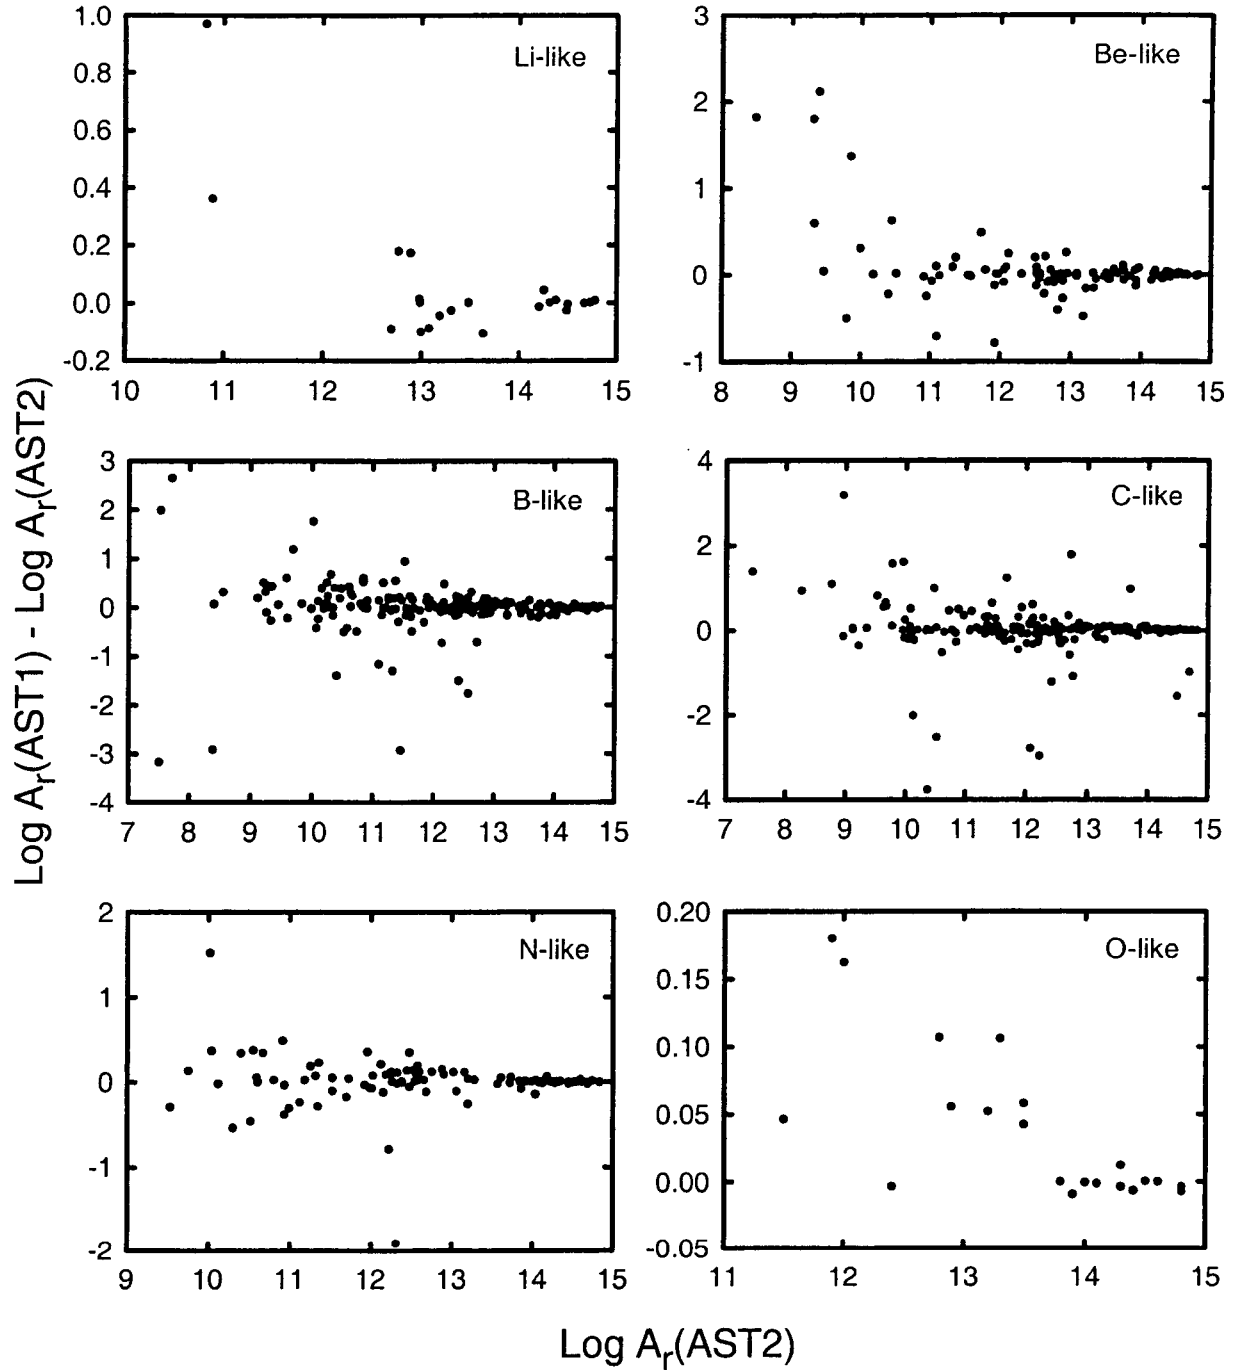 Log Aᵣ(AST1) - Log Aᵣ(AST2)
Li-like
1.0
0.8
0.6
0.4
0.2
0.0
-0.2
10 11 12 13 14 15
Be-like
3
2
1
0
-1
8 9 10 11 12 13 14 15
B-like
3
2
1
0
-1
-2
-3
-4
7 8 9 10 11 12 13 14 15
C-like
4
2
0
-2
-4
7 8 9 10 11 12 13 14 15
N-like
2
1
0
-1
-2
9 10 11 12 13 14 15
O-like
0.20
0.15
0.10
0.05
0.00
-0.05
11 12 13 14 15
Log Aᵣ(AST2)